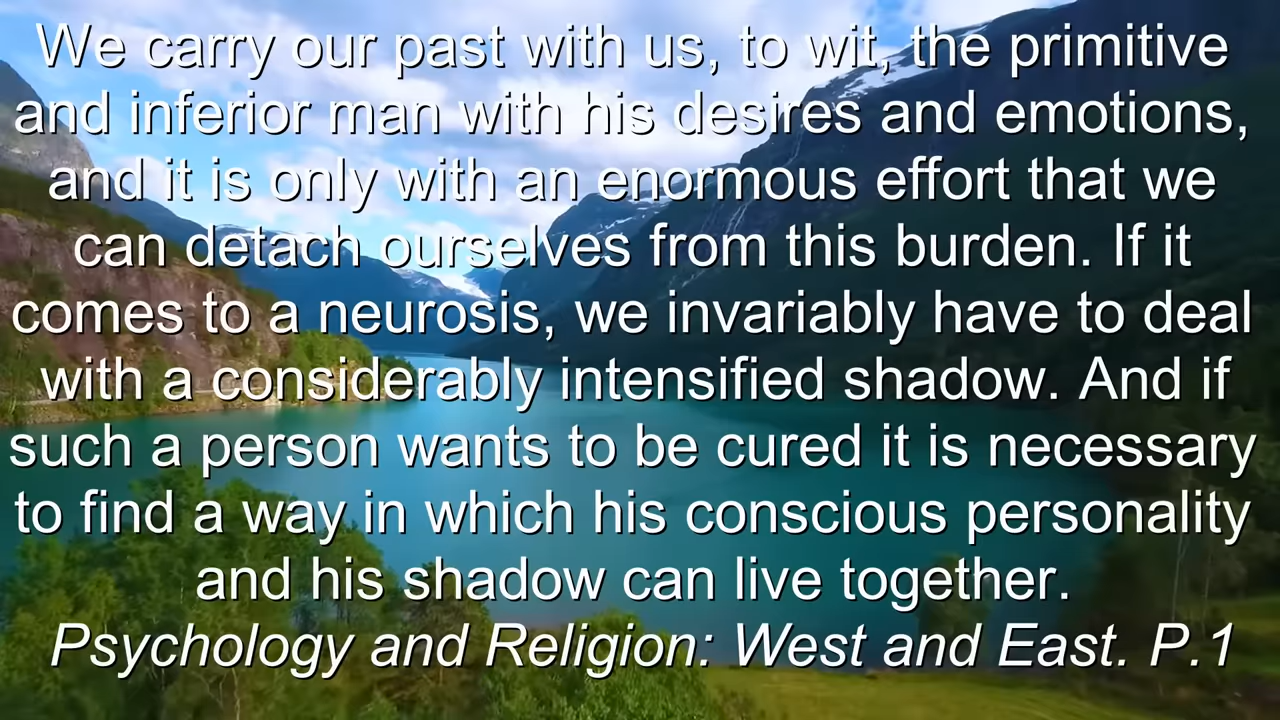 We carry our past with us, to wit, the primitive
and inferior man with his desires and emotions,
and it is only with an enormous effort that we
can detach ourselves from this burden. If it
comes to a neurosis, we invariably have to deal
with a considerably intensified shadow. And if
such a person wants to be cured it is necessary
to find a way in which his conscious personality
and his shadow can live together.
Psychology and Religion: West and East. P.1